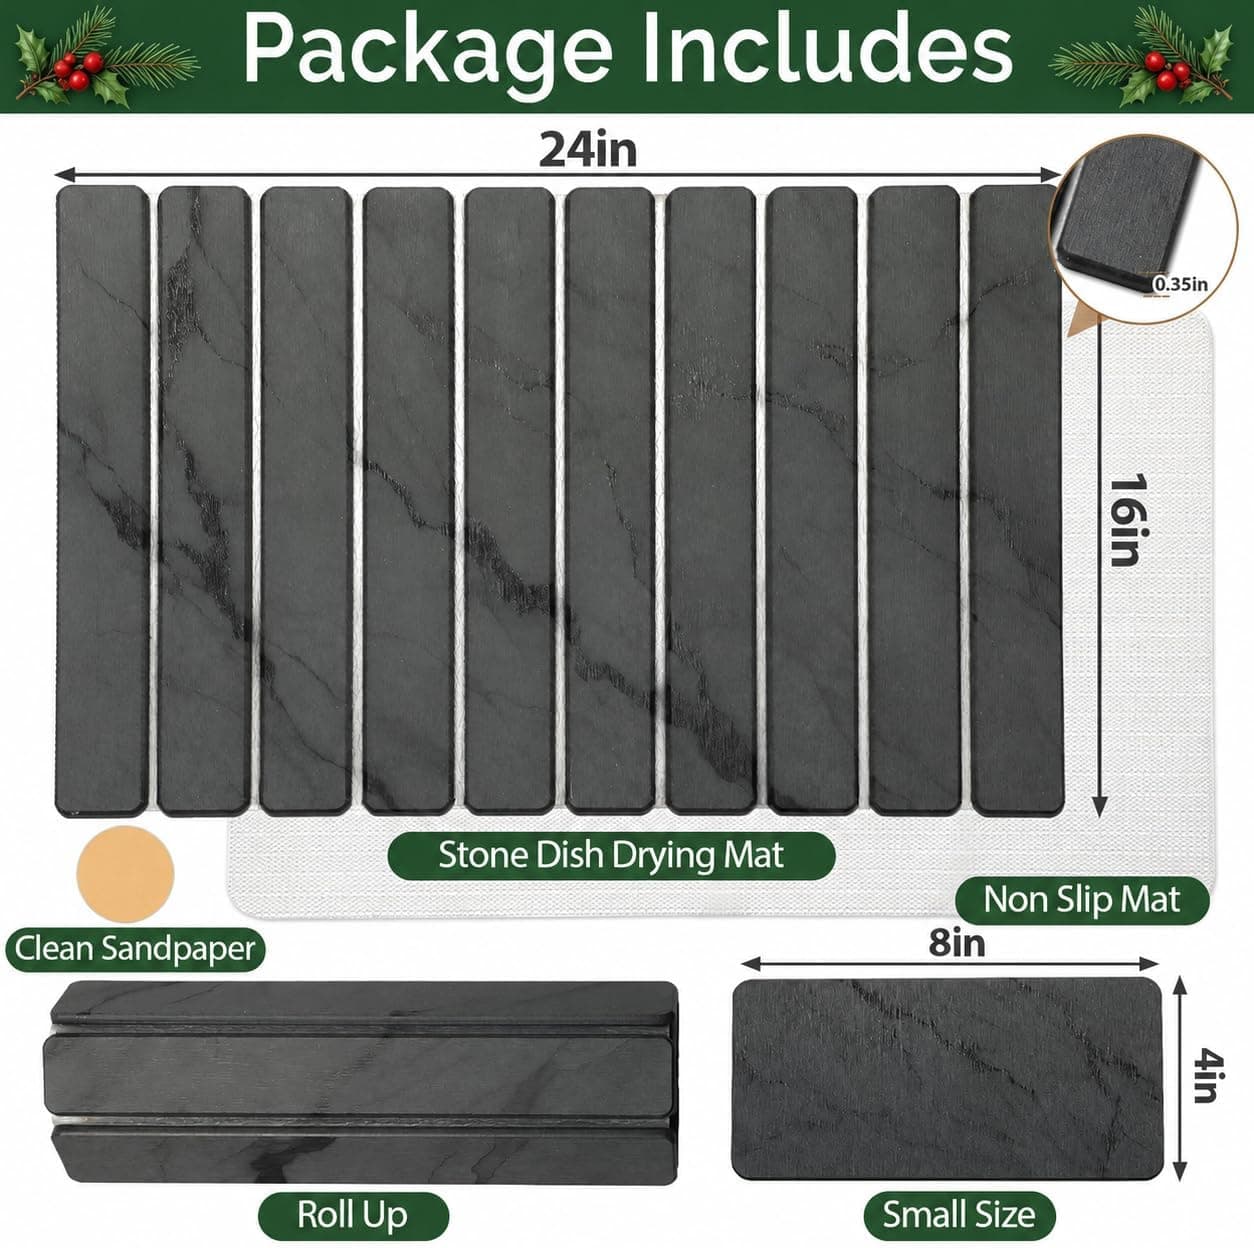 Package Includes
24in
0.35in
16in
Stone Dish Drying Mat
Non Slip Mat
Clean Sandpaper
8in
4in
Roll Up
Small Size